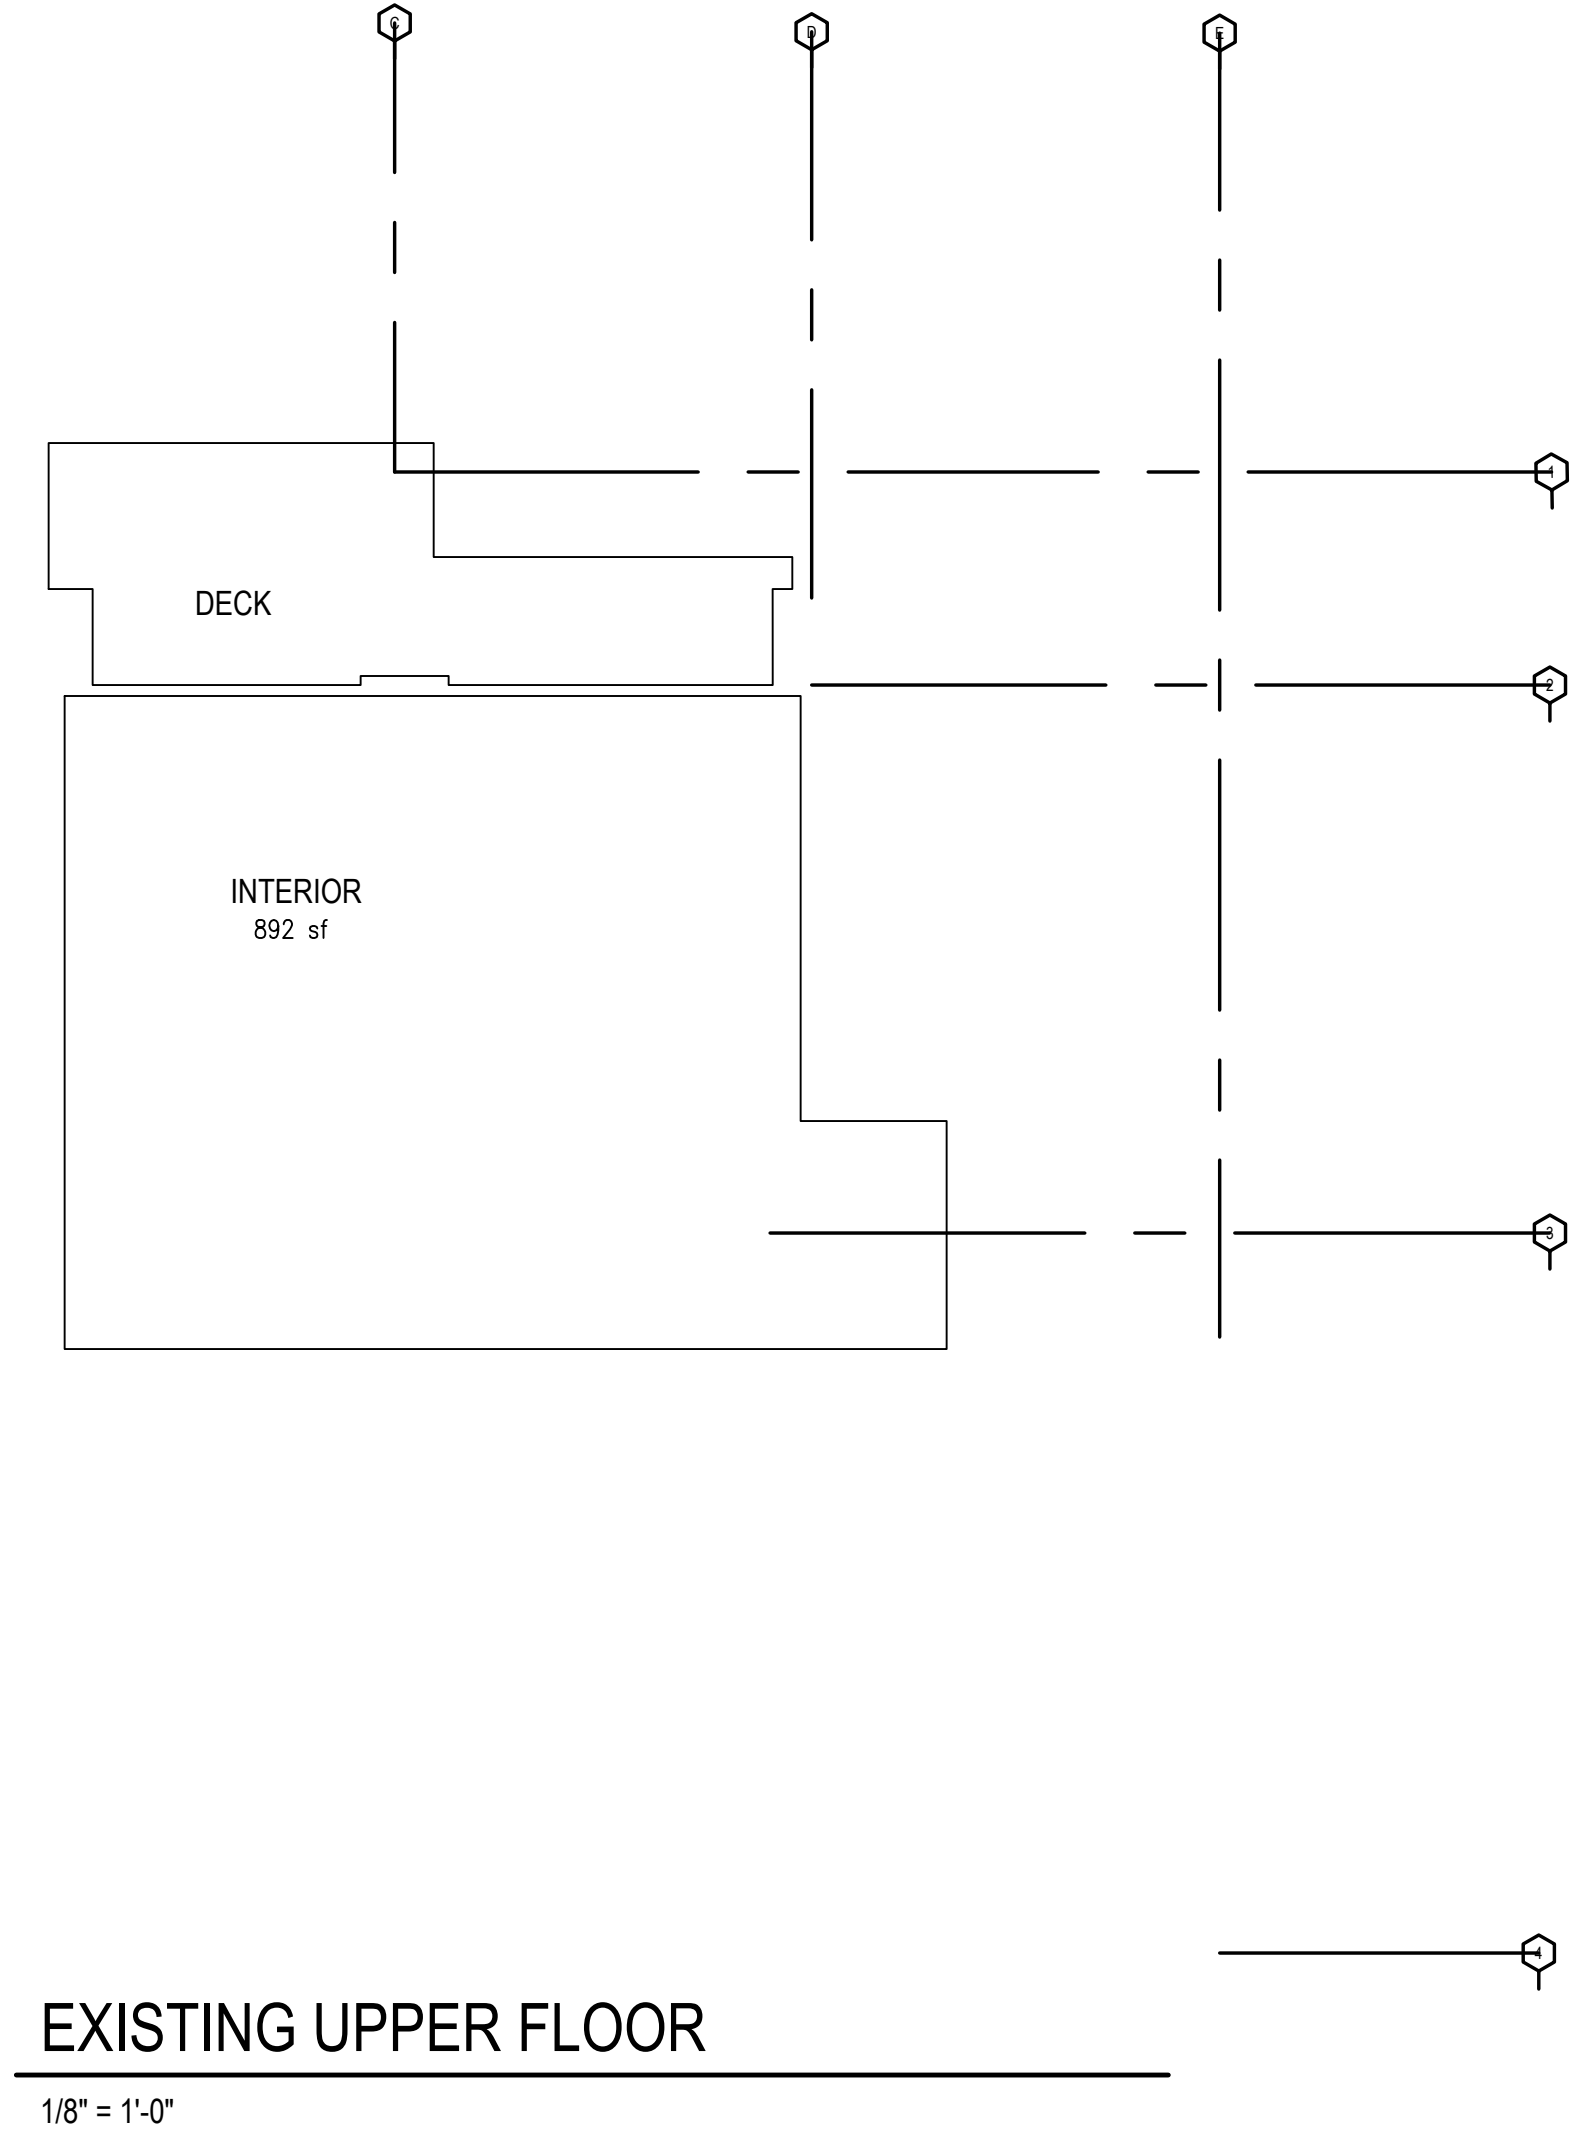 C
D
E
1
DECK
2
INTERIOR
892 sf
3
4
EXISTING UPPER FLOOR
1/8" = 1'-0"